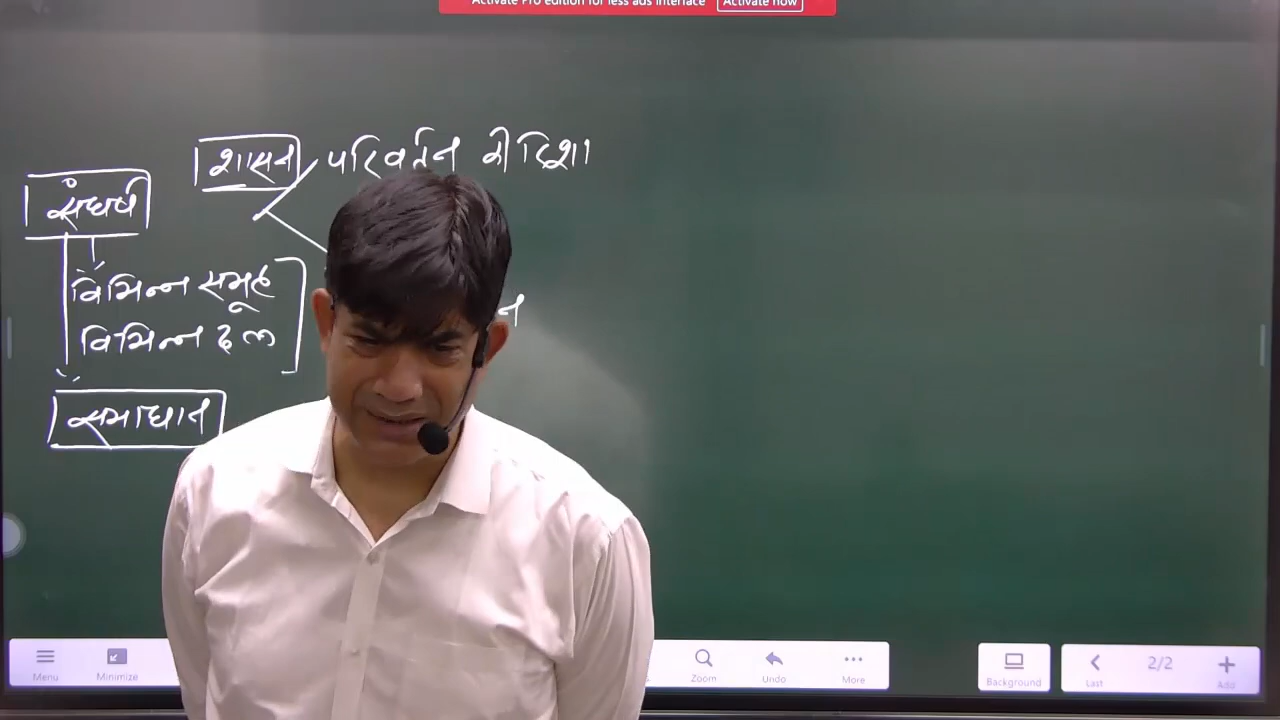 Activate Pro edition for less ads interface Activate now
शासन परिवर्तन की दिशा
संघर्ष
विभिन्न समूह
विभिन्न दल
समाधान
Menu Minimize Zoom Undo More Background Last 2/2 Add